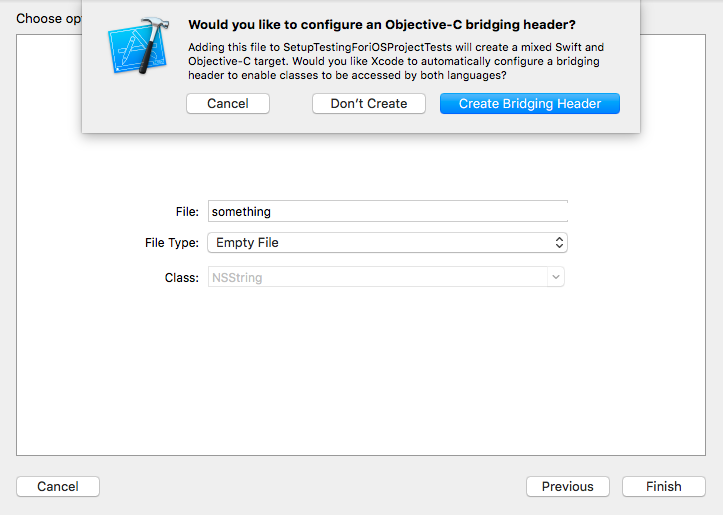 Choose op
Would you like to configure an Objective-C bridging header?
Adding this file to SetupTestingForiOSProjectTests will create a mixed Swift and
Objective-C target. Would you like Xcode to automatically configure a bridging
header to enable classes to be accessed by both languages?
Cancel Don't Create Create Bridging Header
File: something
File Type: Empty File
Class: NSString
Cancel Previous Finish